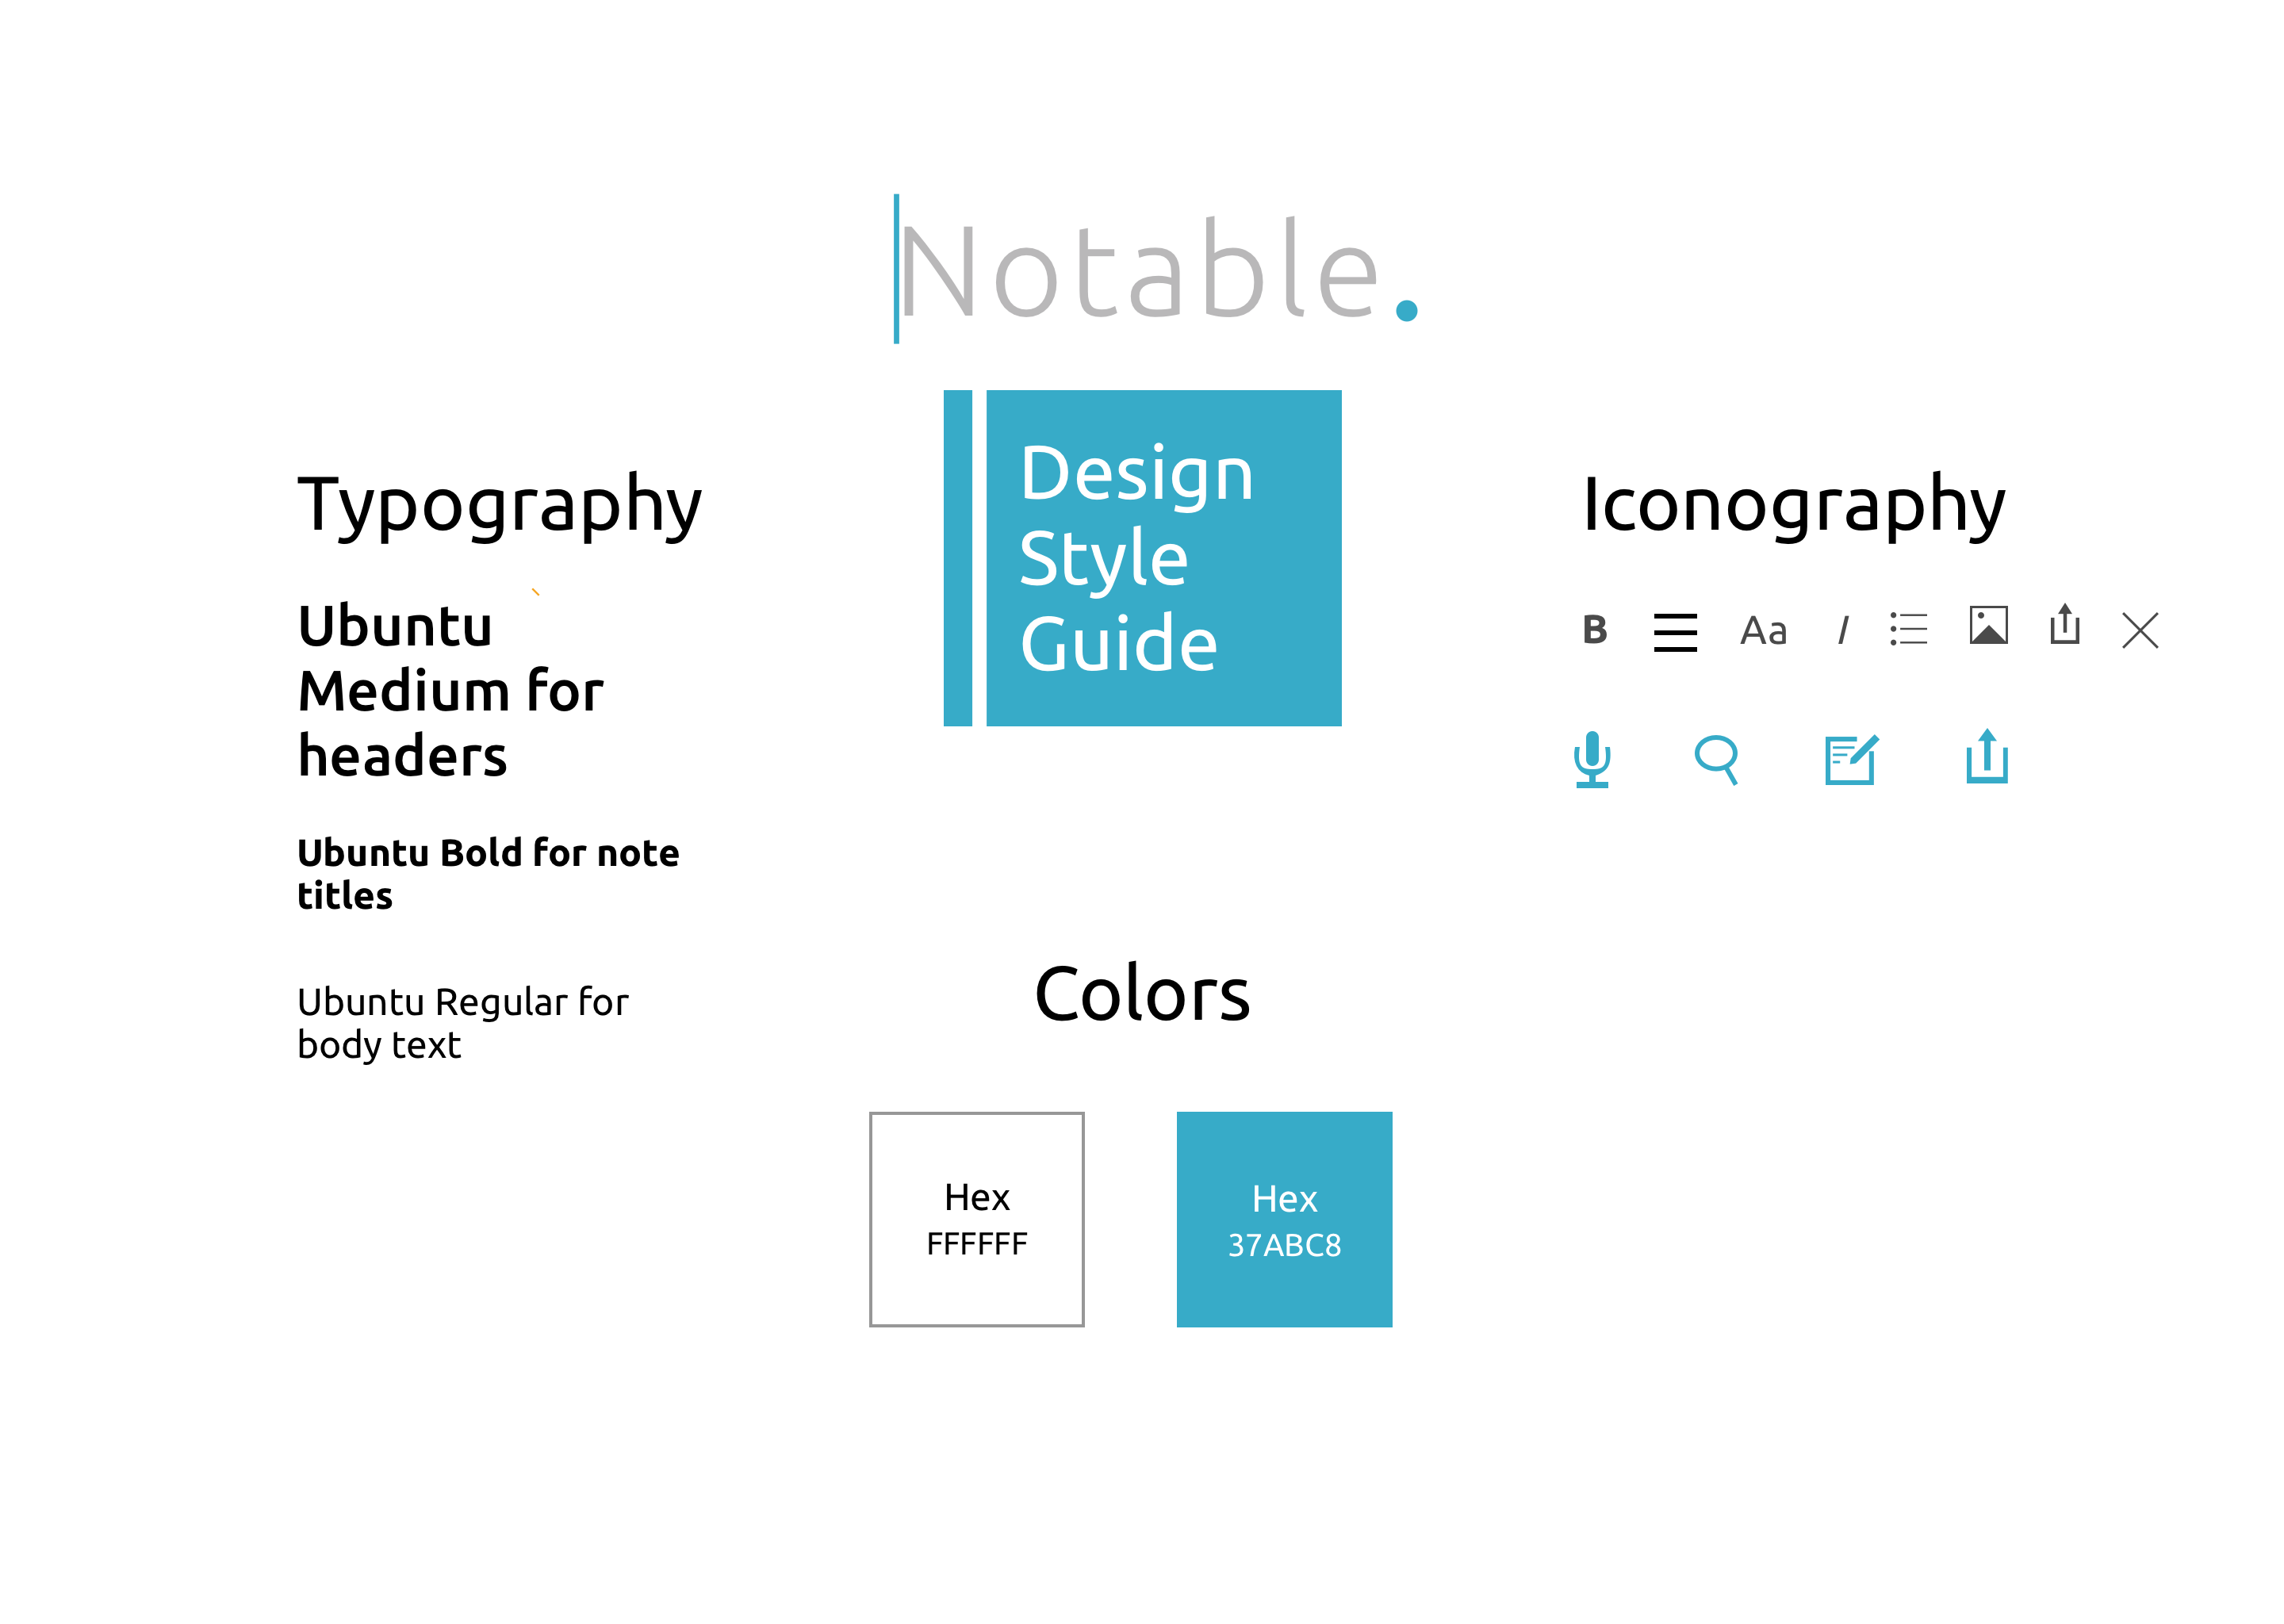 Notable.
Design
Style
Guide
Typography
Ubuntu
Medium for
headers
Ubuntu Bold for note
titles
Ubuntu Regular for
body text
Iconography
B
Aa
I
Colors
Hex
FFFFFF
Hex
37ABC8